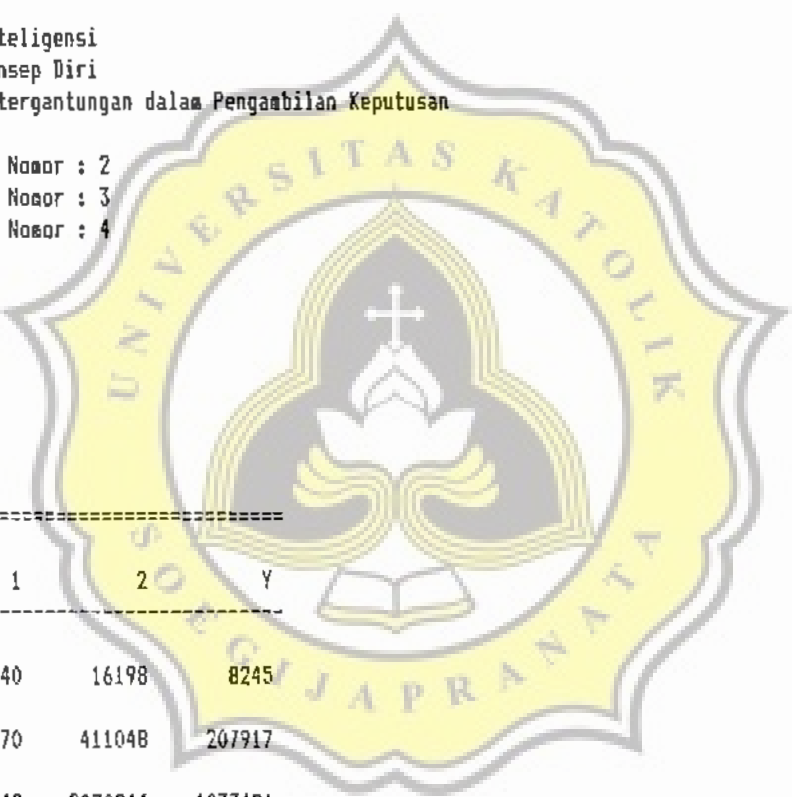 teligensi
nsep Diri
tergantungan dalam Pengambilan Keputusan
Nomor : 2
Nomor : 3
Nomor : 4
UNIVERSITAS KATOLIK
SOEGIJAPRANATA
1 2 Y
40 16198 8245
70 411048 207917